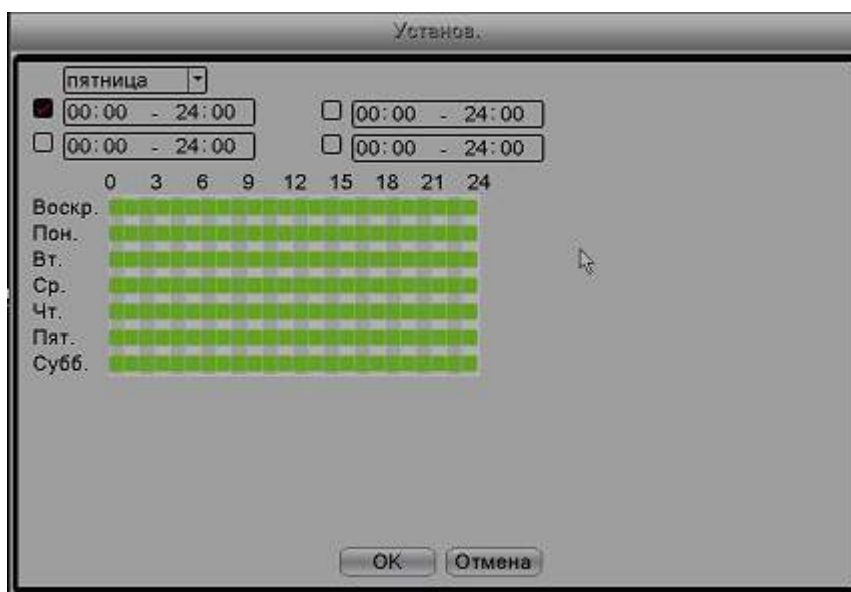 Установ.
пятница
00:00 - 24:00 00:00 - 24:00
00:00 - 24:00 00:00 - 24:00
0 3 6 9 12 15 18 21 24
Воскр.
Пон.
Вт.
Ср.
Чт.
Пят.
Субб.
OK Отмена